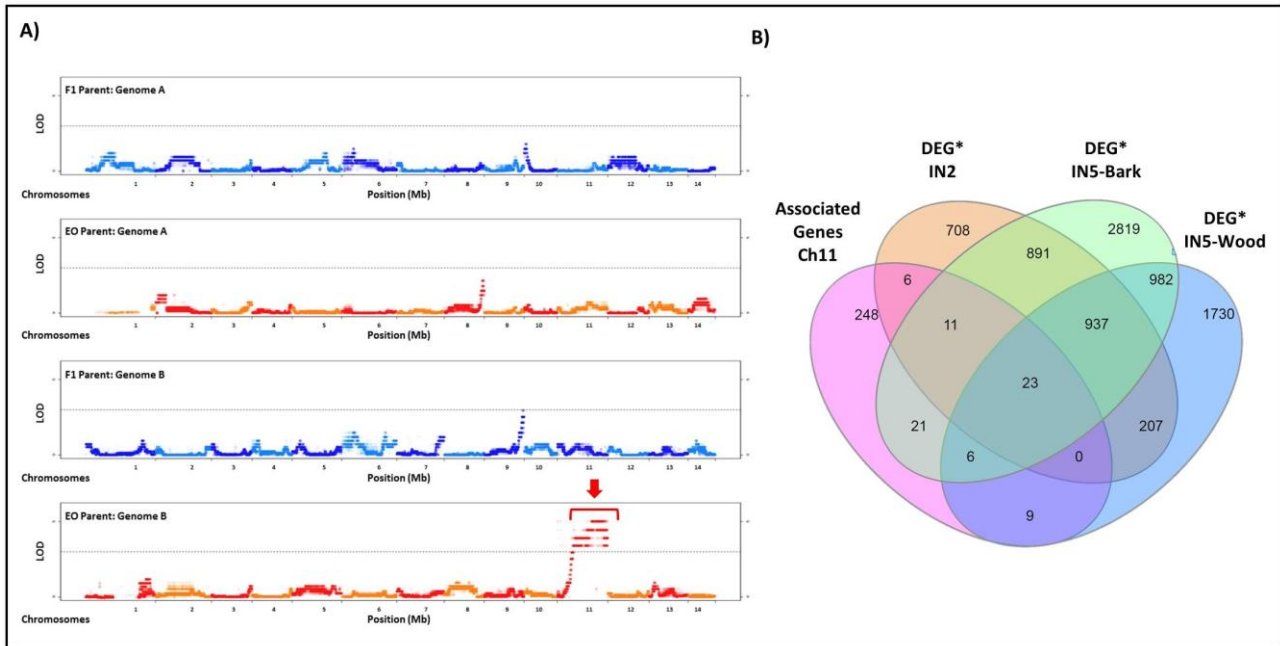 A)
F1 Parent: Genome A
LOD
1 2 3 4 5 6 7 8 9 10 11 12 13 14
Chromosomes Position (Mb)
EO Parent: Genome A
LOD
1 2 3 4 5 6 7 8 9 10 11 12 13 14
Chromosomes Position (Mb)
F1 Parent: Genome B
LOD
1 2 3 4 5 6 7 8 9 10 11 12 13 14
Chromosomes Position (Mb)
EO Parent: Genome B
LOD
1 2 3 4 5 6 7 8 9 10 11 12 13 14
Chromosomes Position (Mb)
B)
DEG*
IN2
DEG*
IN5-Bark
Associated
Genes
Ch11
DEG*
IN5-Wood
708
2819
891
6
982
248
1730
11
937
23
21
207
6
0
9